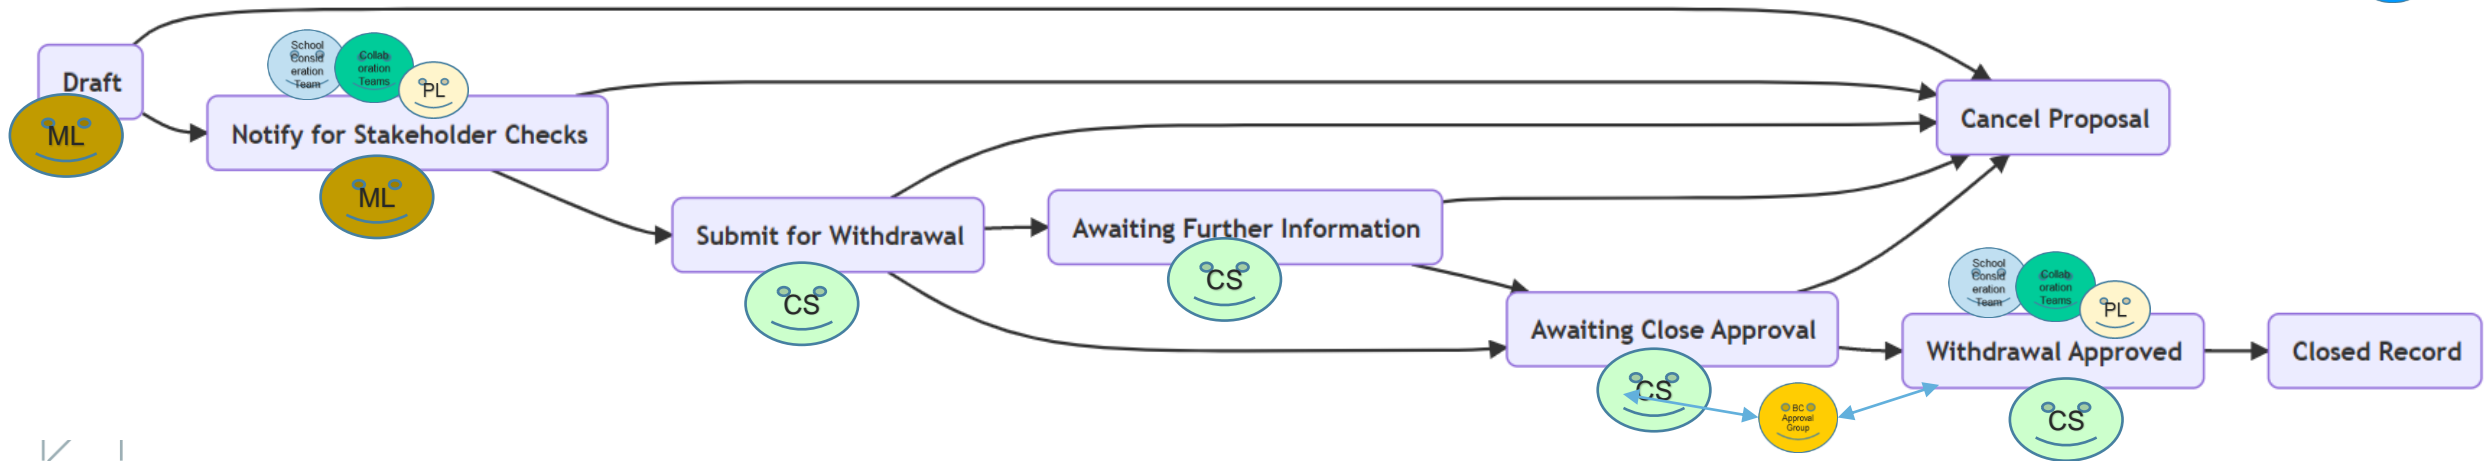 Draft
ML
School
Consid
eration
Team
Collab
oration
Teams
PL
Notify for Stakeholder Checks
ML
Submit for Withdrawal
CS
Awaiting Further Information
CS
Cancel Proposal
Awaiting Close Approval
CS
BC
Approval
Group
School
Consid
eration
Team
Collab
oration
Teams
PL
Withdrawal Approved
CS
Closed Record